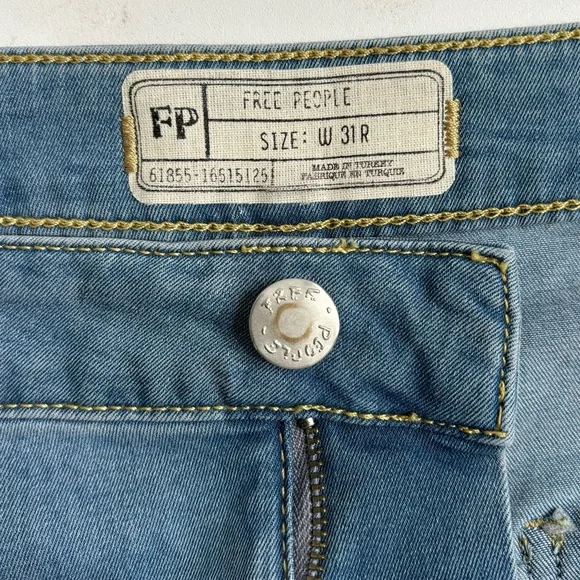 FP
FREE PEOPLE
SIZE: W 31R
61855-16515125
MADE IN TURKEY
FABRIQUE EN TURQUIE
FREE · PEOPLE ·